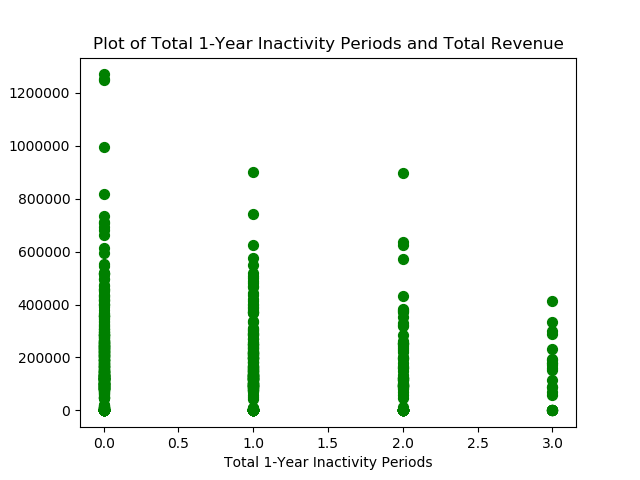 Plot of Total 1-Year Inactivity Periods and Total Revenue
1200000
1000000
800000
600000
400000
200000
0
0.0 0.5 1.0 1.5 2.0 2.5 3.0
Total 1-Year Inactivity Periods